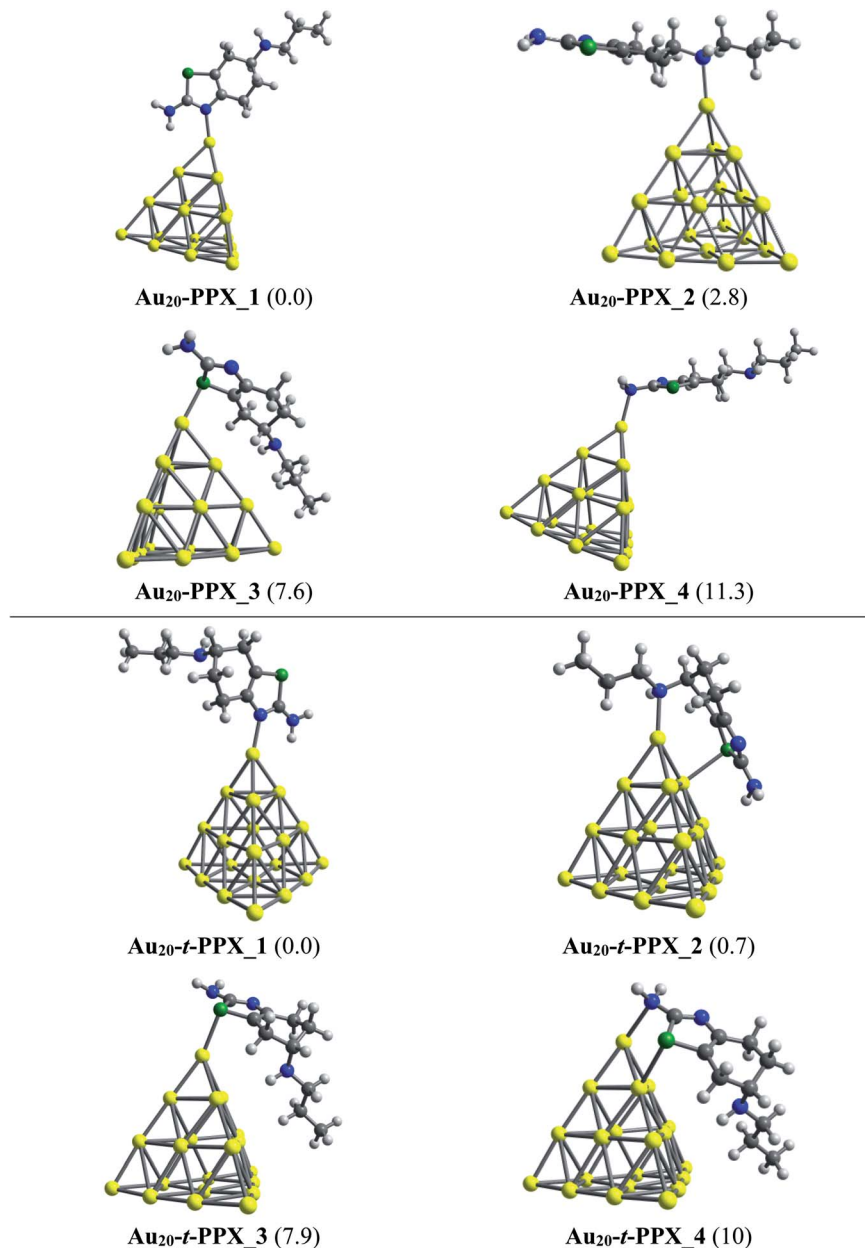 Au₂₀-PPX_1 (0.0)
Au₂₀-PPX_2 (2.8)
Au₂₀-PPX_3 (7.6)
Au₂₀-PPX_4 (11.3)
Au₂₀-t-PPX_1 (0.0)
Au₂₀-t-PPX_2 (0.7)
Au₂₀-t-PPX_3 (7.9)
Au₂₀-t-PPX_4 (10)